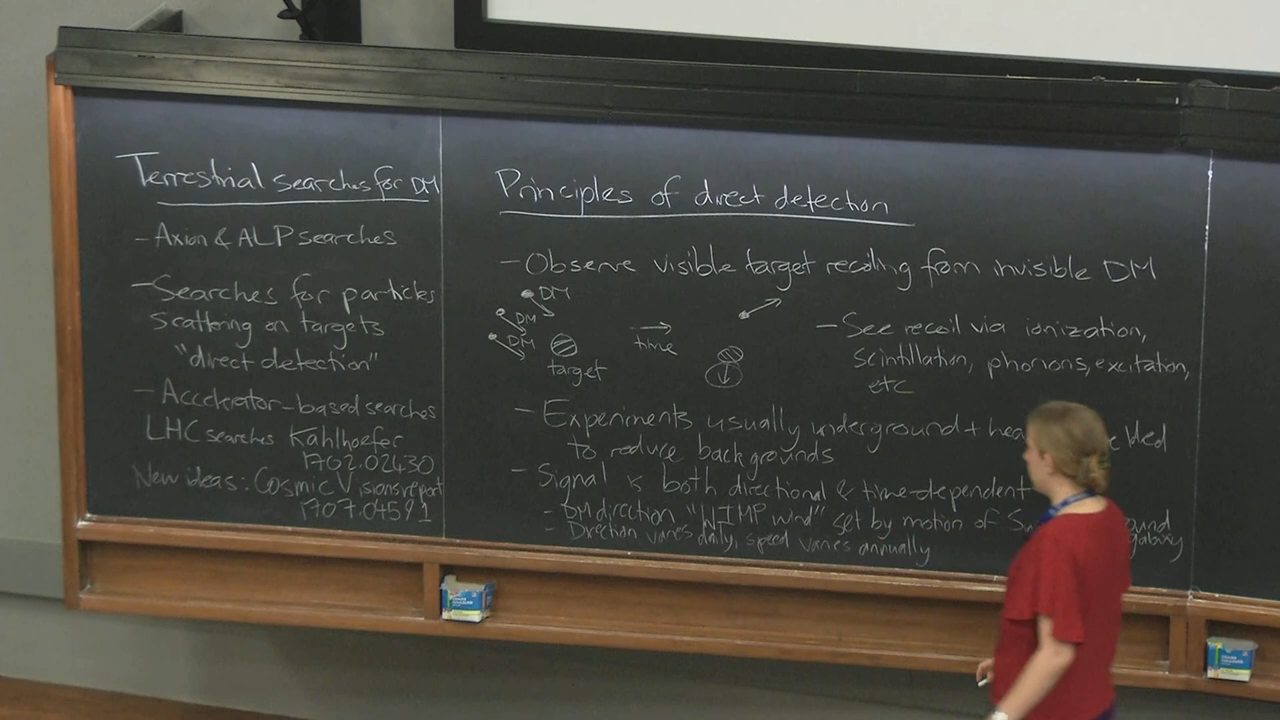 Terrestrial searches for DM
- Axion & ALP searches
- Searches for particles
scattering on targets
"direct detection"
- Accelerator-based searches
LHC searches Kahlhoefer
1702.02430
New ideas: Cosmic Visions report
1707.04591
Principles of direct detection
- Observe visible target recoiling from invisible DM
DM
DM
DM
target
time
- See recoil via ionization,
scintillation, phonons, excitation,
etc
- Experiments usually underground +
to reduce backgrounds
- Signal is both directional & time-dependent
- DM direction "WIMP wind" set by motion of
galaxy
- Direction varies daily, speed varies annually